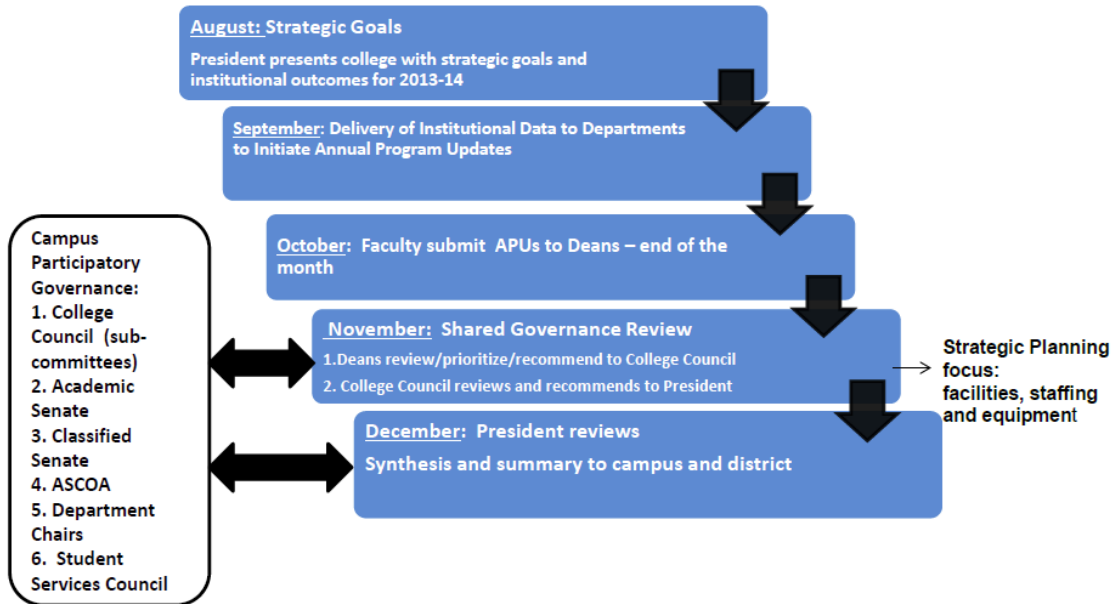 August: Strategic Goals
President presents college with strategic goals and
institutional outcomes for 2013-14
September: Delivery of Institutional Data to Departments
to Initiate Annual Program Updates
October:  Faculty submit  APUs to Deans – end of the
month
November:  Shared Governance Review
1.Deans review/prioritize/recommend to College Council
2. College Council reviews and recommends to President
December:  President reviews
Synthesis and summary to campus and district
Campus
Participatory
Governance:
1. College
Council  (sub-
committees)
2. Academic
Senate
3. Classified
Senate
4. ASCOA
5. Department
Chairs
6.  Student
Services Council
Strategic Planning
focus:
facilities, staffing
and equipment